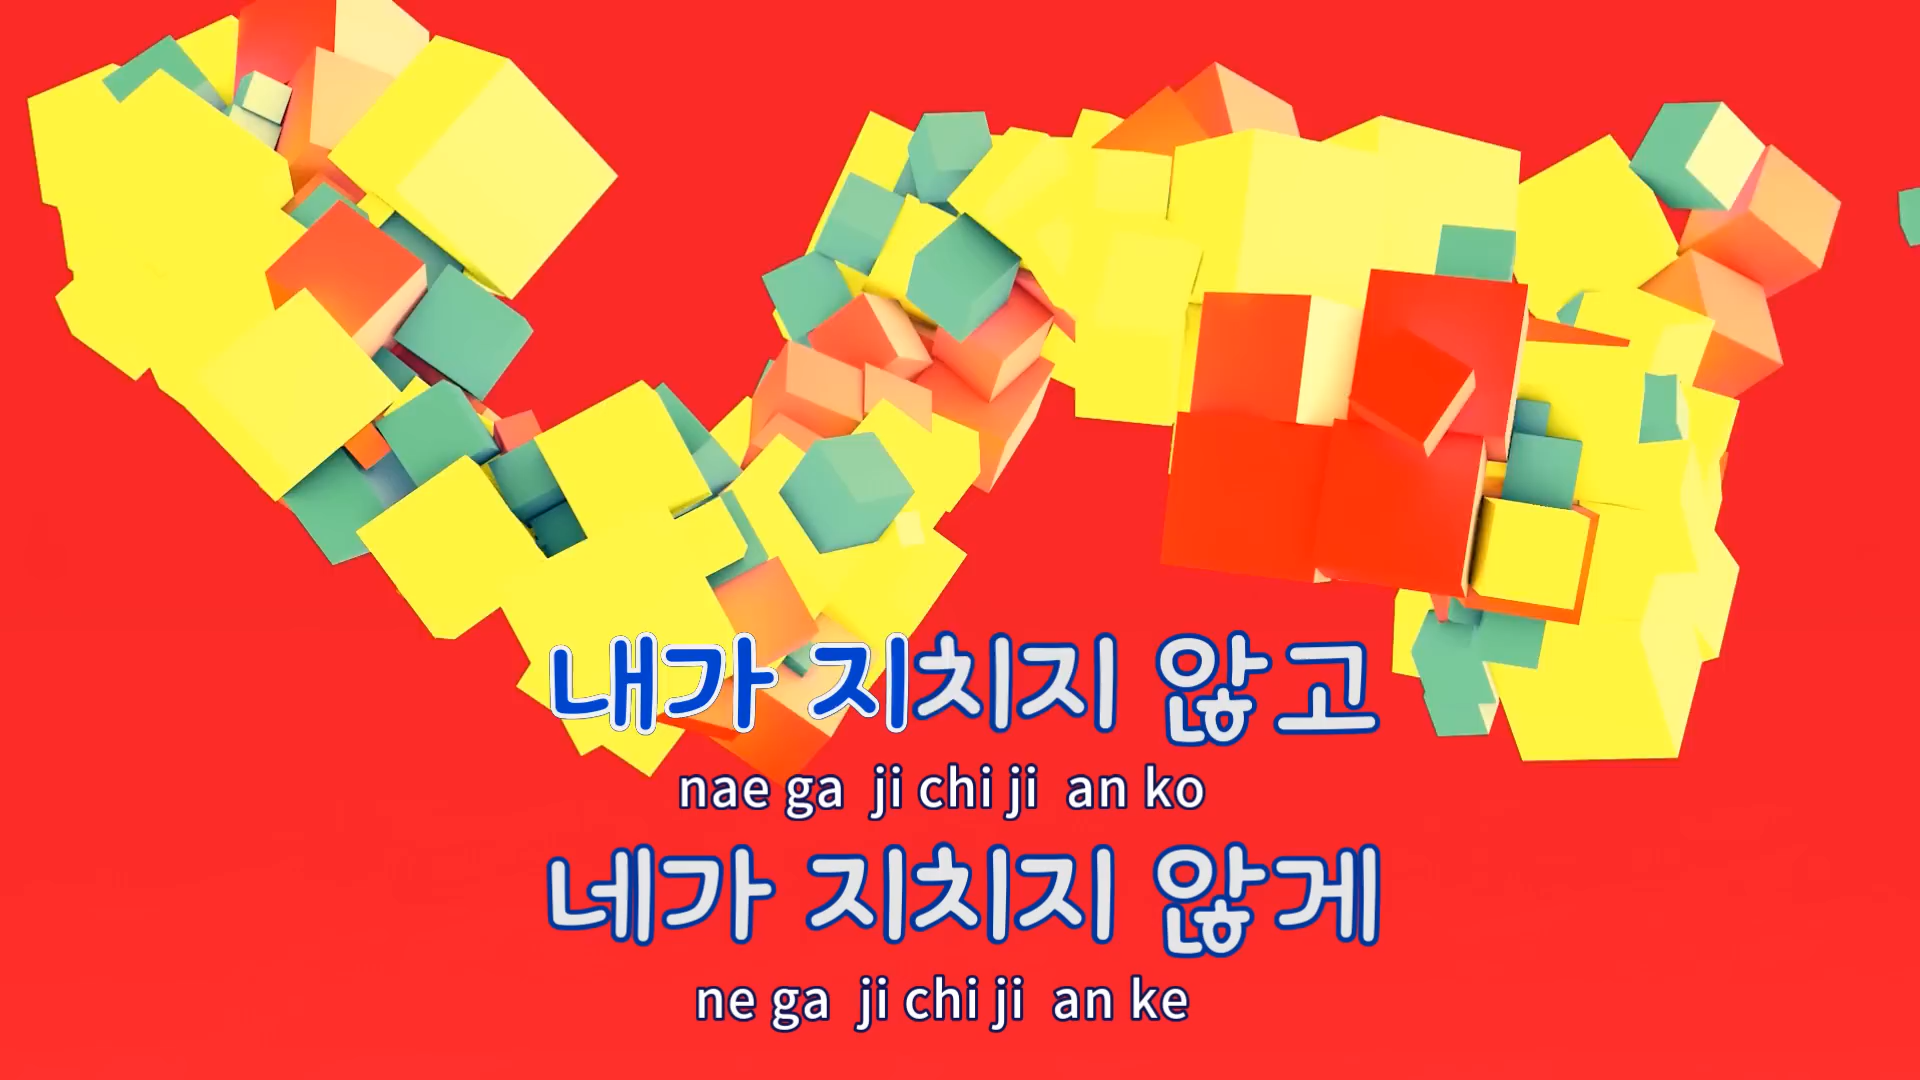 내가 지치지 않고
nae ga ji chi ji an ko
네가 지치지 않게
ne ga ji chi ji an ke